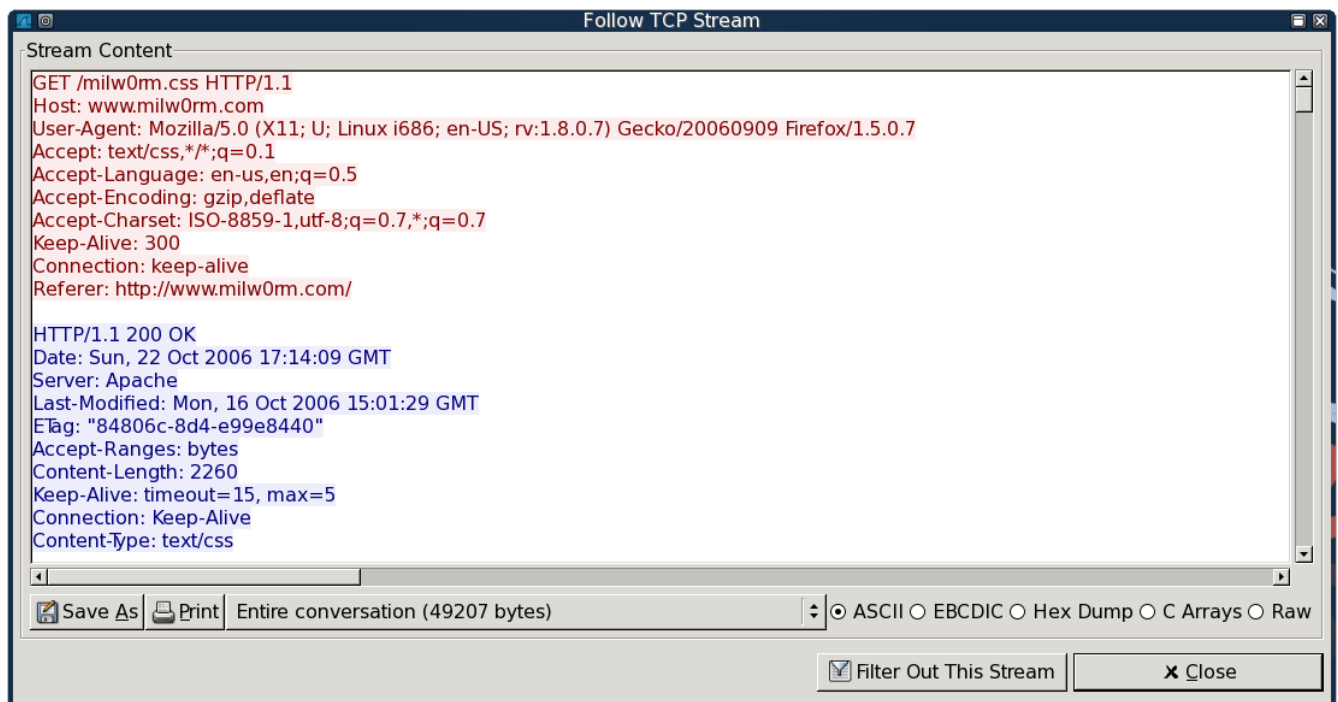 Follow TCP Stream
Stream Content
GET /milw0rm.css HTTP/1.1
Host: www.milw0rm.com
User-Agent: Mozilla/5.0 (X11; U; Linux i686; en-US; rv:1.8.0.7) Gecko/20060909 Firefox/1.5.0.7
Accept: text/css,*/*;q=0.1
Accept-Language: en-us,en;q=0.5
Accept-Encoding: gzip,deflate
Accept-Charset: ISO-8859-1,utf-8;q=0.7,*;q=0.7
Keep-Alive: 300
Connection: keep-alive
Referer: http://www.milw0rm.com/

HTTP/1.1 200 OK
Date: Sun, 22 Oct 2006 17:14:09 GMT
Server: Apache
Last-Modified: Mon, 16 Oct 2006 15:01:29 GMT
ETag: "84806c-8d4-e99e8440"
Accept-Ranges: bytes
Content-Length: 2260
Keep-Alive: timeout=15, max=5
Connection: Keep-Alive
Content-Type: text/css
Save As Print Entire conversation (49207 bytes) ASCII EBCDIC Hex Dump C Arrays Raw
Filter Out This Stream Close